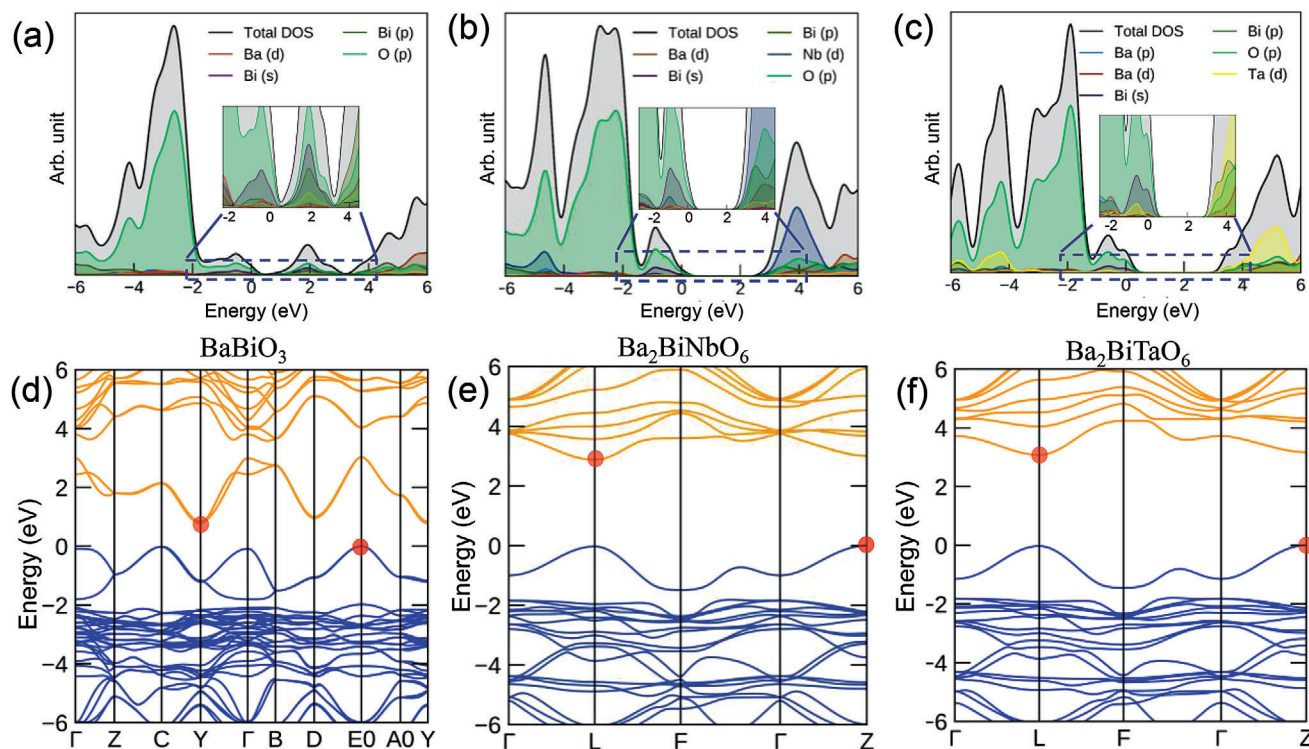 (a)
Total DOS
Ba (d)
Bi (s)
Bi (p)
O (p)
-2 0 2 4
Arb. unit
−6 −4 −2 0 2 4 6
Energy (eV)
(b)
Total DOS
Ba (d)
Bi (s)
Bi (p)
Nb (d)
O (p)
-2 0 2 4
Arb. unit
−6 −4 −2 0 2 4 6
Energy (eV)
(c)
Total DOS
Ba (p)
Ba (d)
Bi (s)
Bi (p)
O (p)
Ta (d)
-2 0 2 4
Arb. unit
−6 −4 −2 0 2 4 6
Energy (eV)
BaBiO3
(d)
Energy (eV)
6
4
2
0
−2
−4
−6
Γ Z C Y Γ B D E0 A0 Y
Ba2BiNbO6
(e)
Energy (eV)
6
4
2
0
−2
−4
−6
Γ L F Γ Z
Ba2BiTaO6
(f)
Energy (eV)
6
4
2
0
−2
−4
−6
Γ L F Γ Z